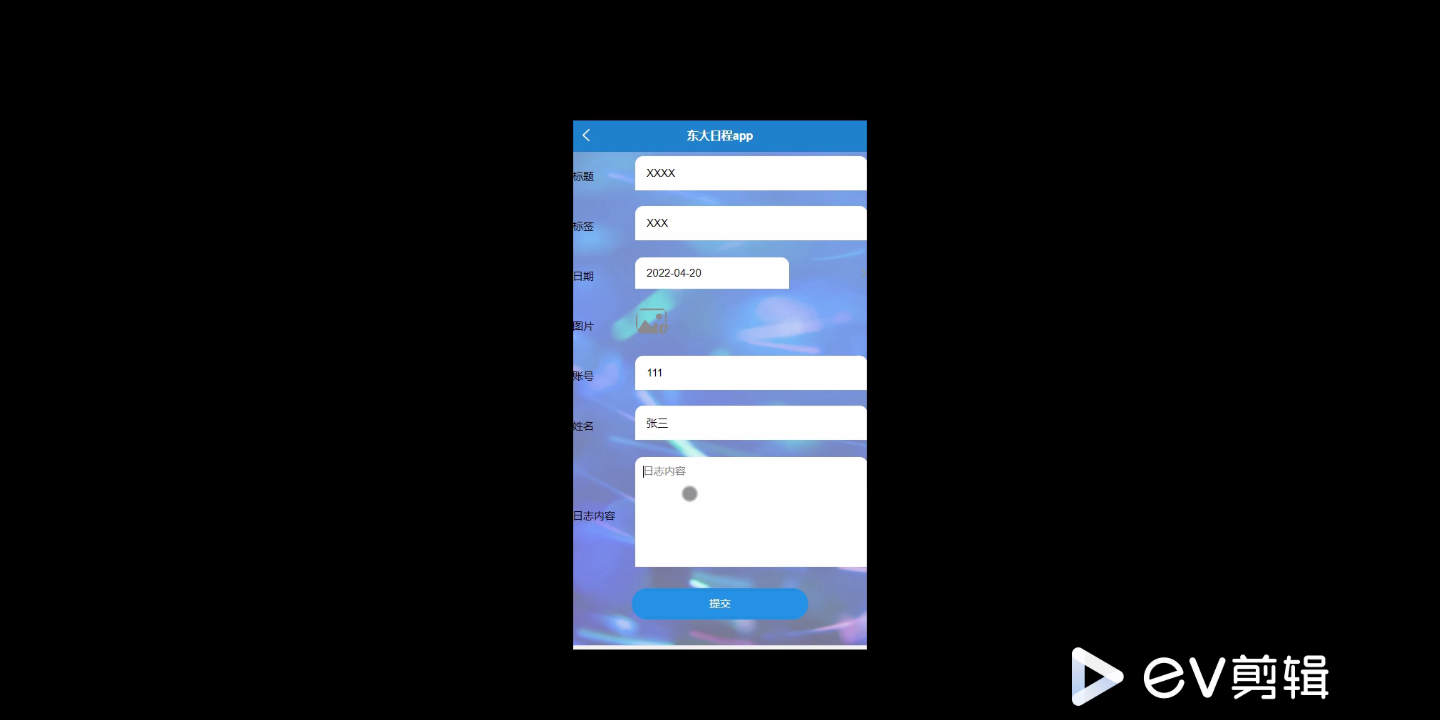 东大日程app
标题
XXXX
标签
XXX
日期
2022-04-20
图片
账号
111
姓名
张三
日志内容
日志内容
提交
eV剪辑